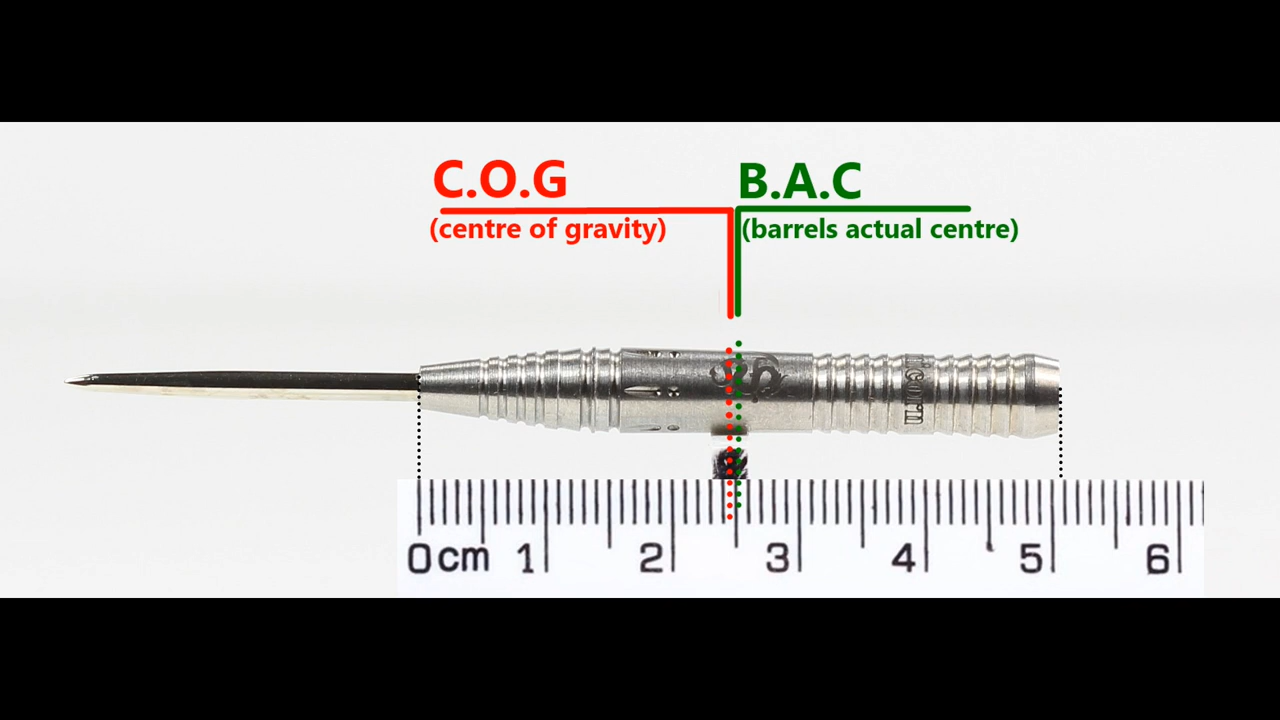 C.O.G
(centre of gravity)
B.A.C
(barrels actual centre)
0cm 1 2 3 4 5 6